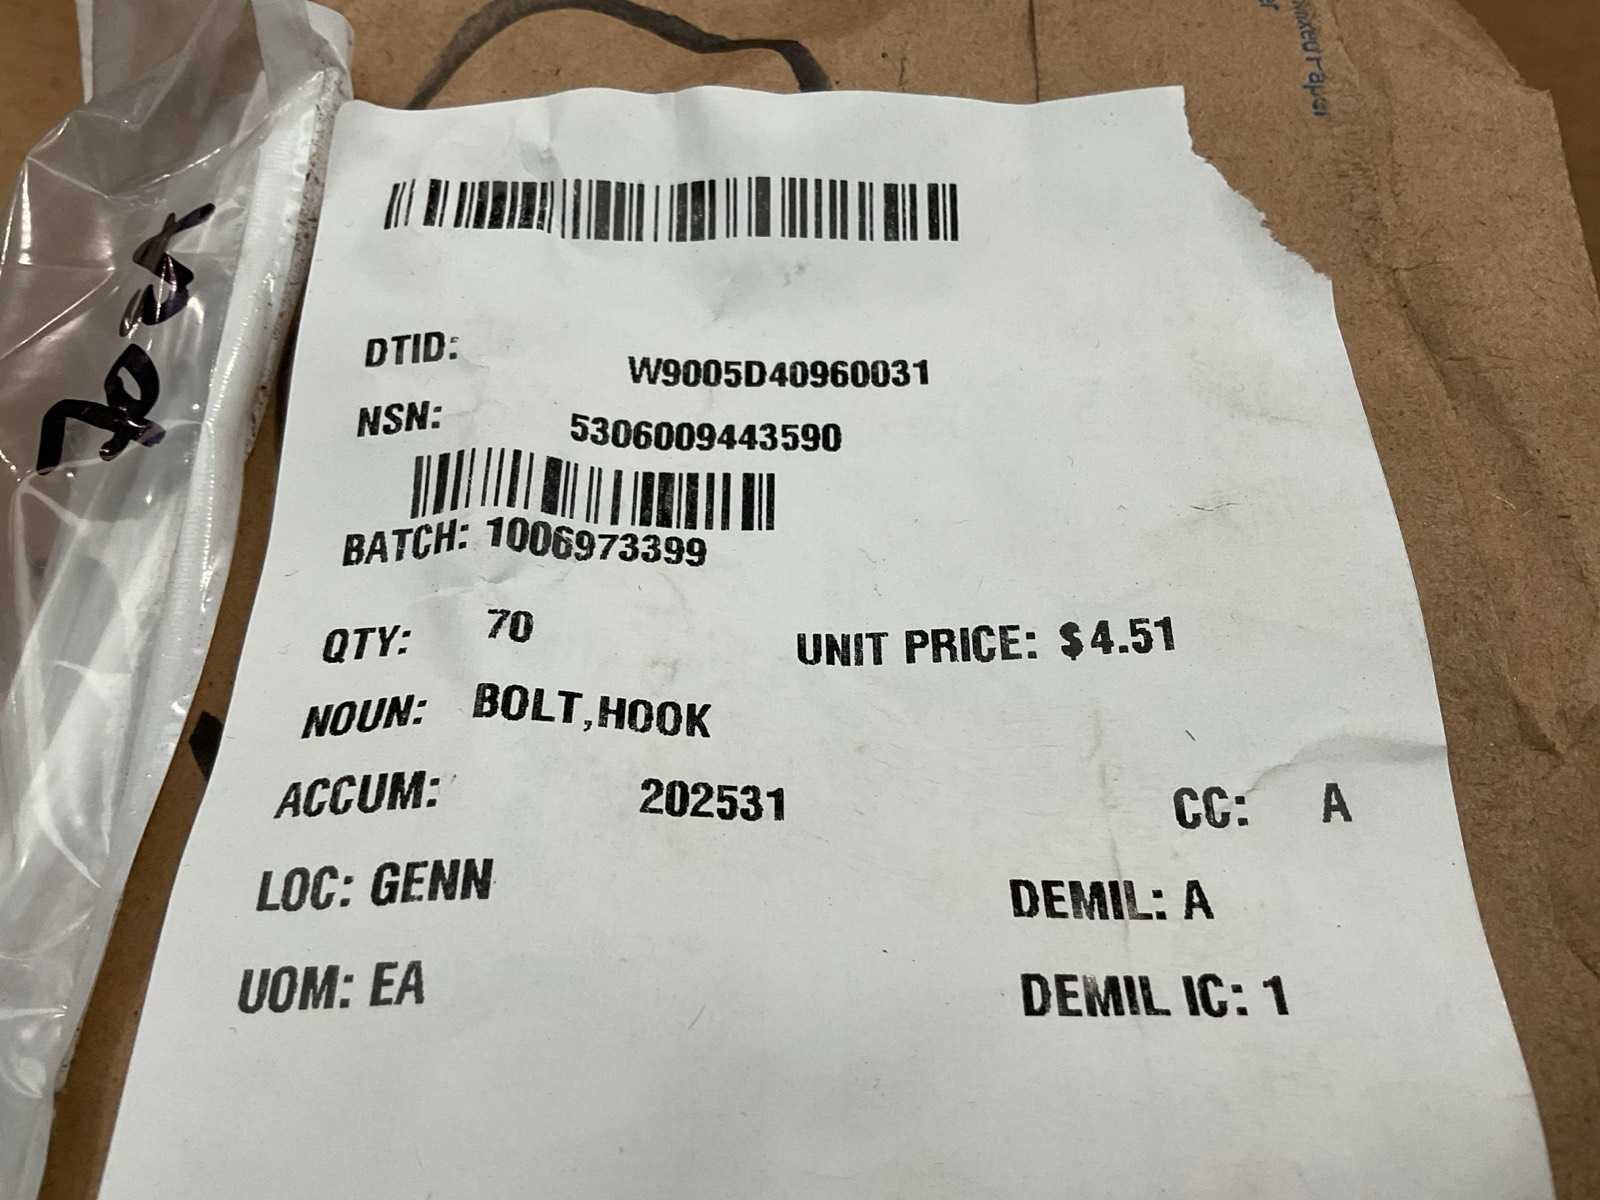 DTID: W9005D40960031
NSN: 5306009443590
BATCH: 1006973399
QTY: 70 UNIT PRICE: $4.51
NOUN: BOLT,HOOK
ACCUM: 202531 CC: A
LOC: GENN DEMIL: A
UOM: EA DEMIL IC: 1
70